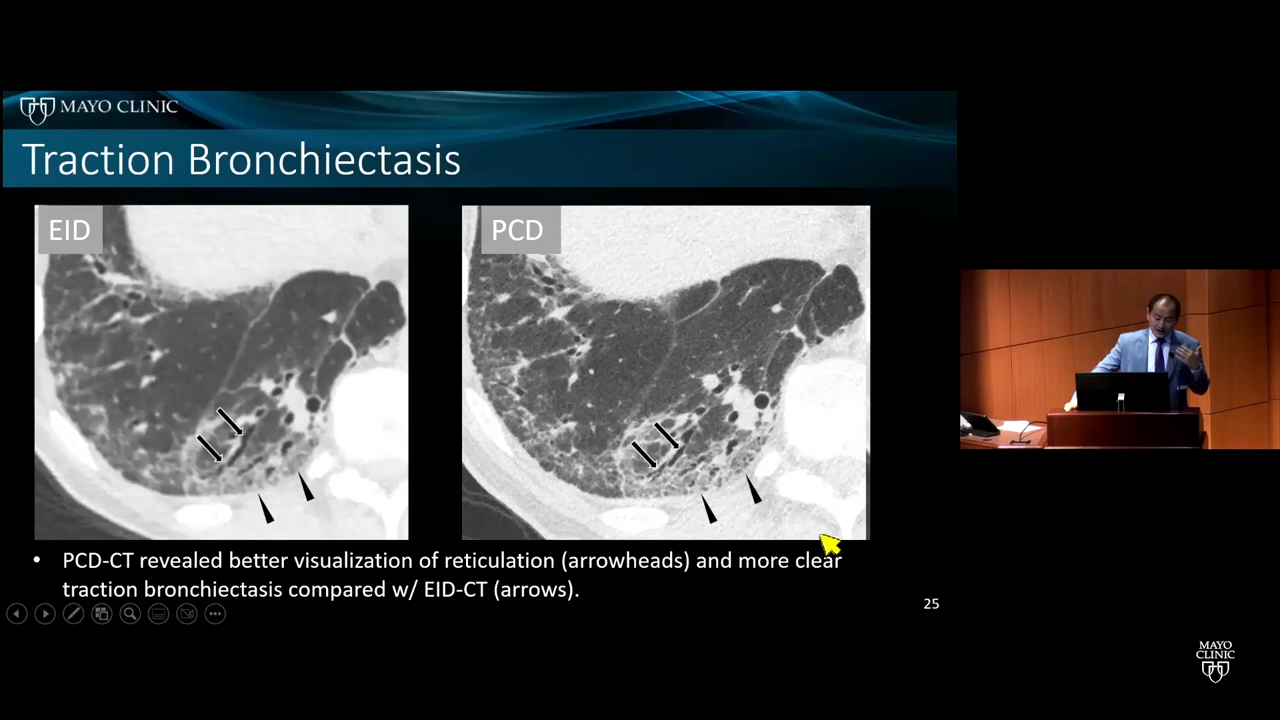 MAYO CLINIC
Traction Bronchiectasis
EID
PCD
• PCD-CT revealed better visualization of reticulation (arrowheads) and more clear
traction bronchiectasis compared w/ EID-CT (arrows).
25
MAYO
CLINIC